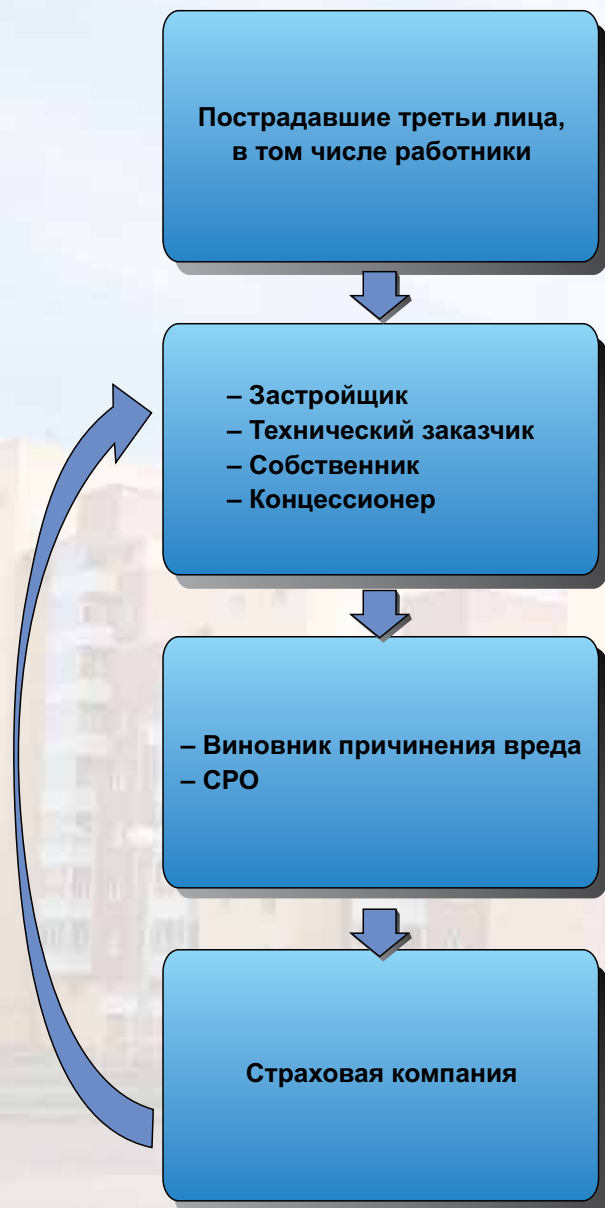 Пострадавшие третьи лица,
в том числе работники
– Застройщик
– Технический заказчик
– Собственник
– Концессионер
– Виновник причинения вреда
– СРО
Страховая компания